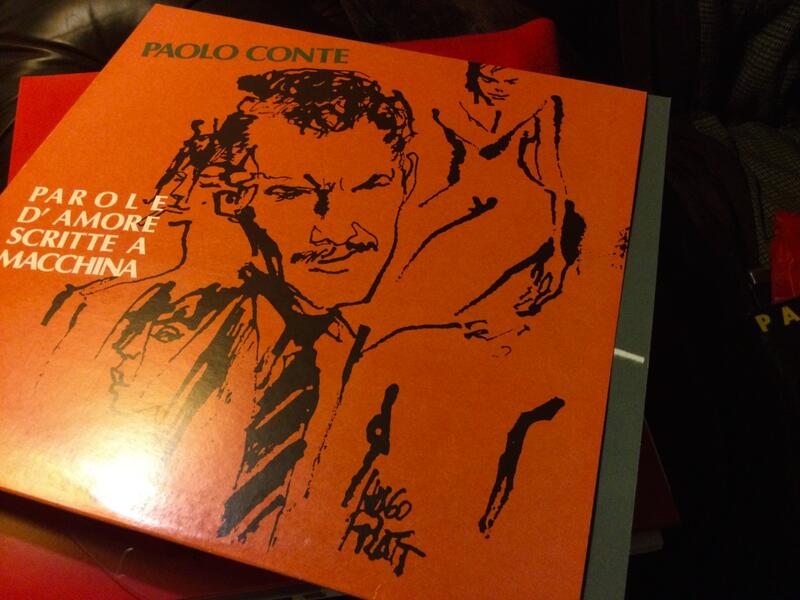 PAOLO CONTE
PAROLE
D'AMORE
SCRITTE A
MACCHINA
HUGO
PRATT
PA